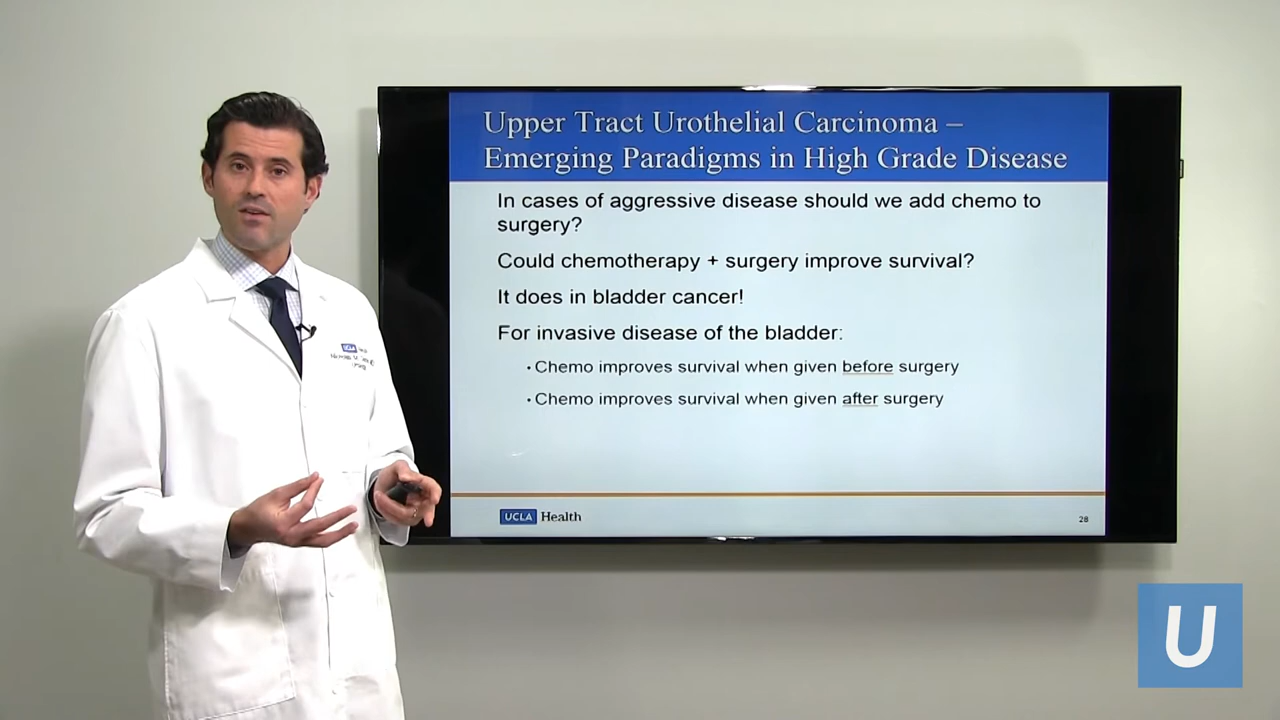 Upper Tract Urothelial Carcinoma –
Emerging Paradigms in High Grade Disease
In cases of aggressive disease should we add chemo to
surgery?
Could chemotherapy + surgery improve survival?
It does in bladder cancer!
For invasive disease of the bladder:
• Chemo improves survival when given before surgery
• Chemo improves survival when given after surgery
UCLA Health
28
UCLA
U